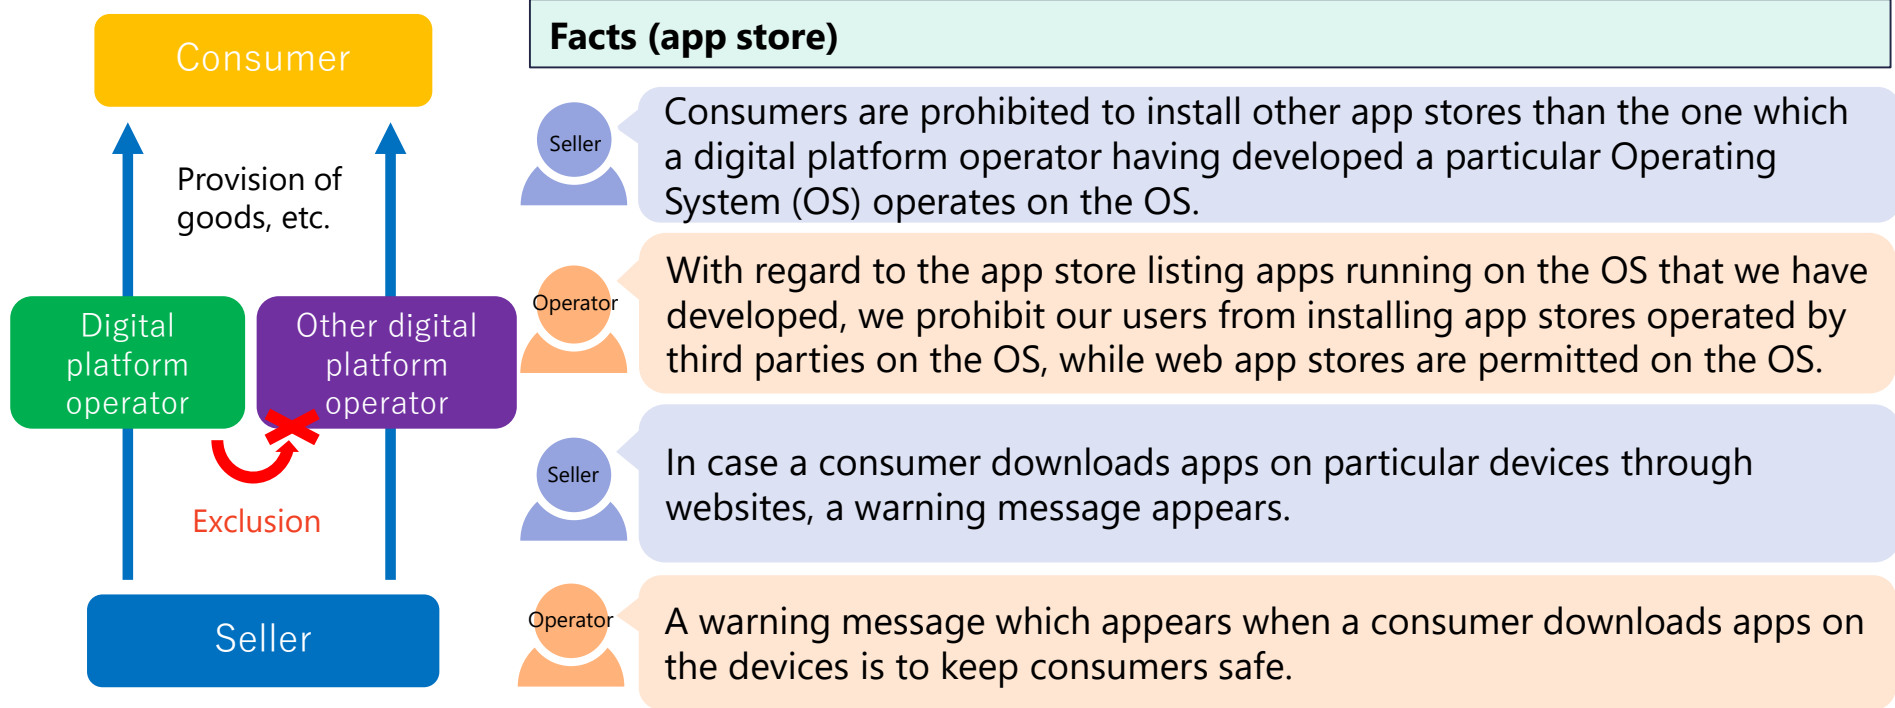 Consumer
Provision of
goods, etc.
Digital
platform
operator
Other digital
platform
operator
Exclusion
Seller
Facts (app store)
Seller
Consumers are prohibited to install other app stores than the one which
a digital platform operator having developed a particular Operating
System (OS) operates on the OS.
Operator
With regard to the app store listing apps running on the OS that we have
developed, we prohibit our users from installing app stores operated by
third parties on the OS, while web app stores are permitted on the OS.
Seller
In case a consumer downloads apps on particular devices through
websites, a warning message appears.
Operator
A warning message which appears when a consumer downloads apps on
the devices is to keep consumers safe.